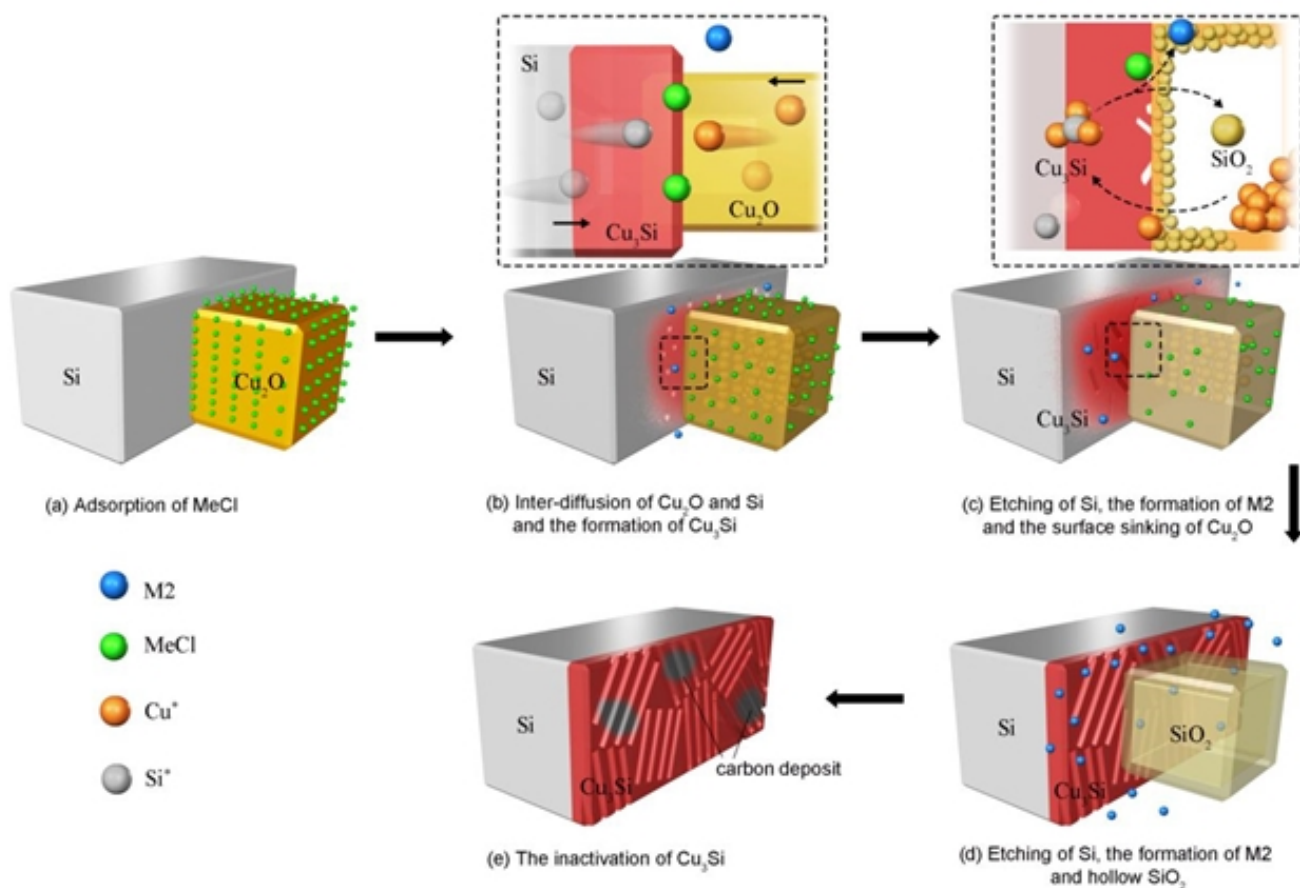 Si
Cu₃Si
Cu₂O
Cu₃Si
SiO₂
Si
Cu₂O
Si
Si
Cu₃Si
(a) Adsorption of MeCl
(b) Inter-diffusion of Cu₂O and Si
and the formation of Cu₃Si
(c) Etching of Si, the formation of M2
and the surface sinking of Cu₂O
M2
MeCl
Cu*
Si*
Si
Cu₃Si
carbon deposit
Si
Cu₃Si
SiO₂
(e) The inactivation of Cu₃Si
(d) Etching of Si, the formation of M2
and hollow SiO₂